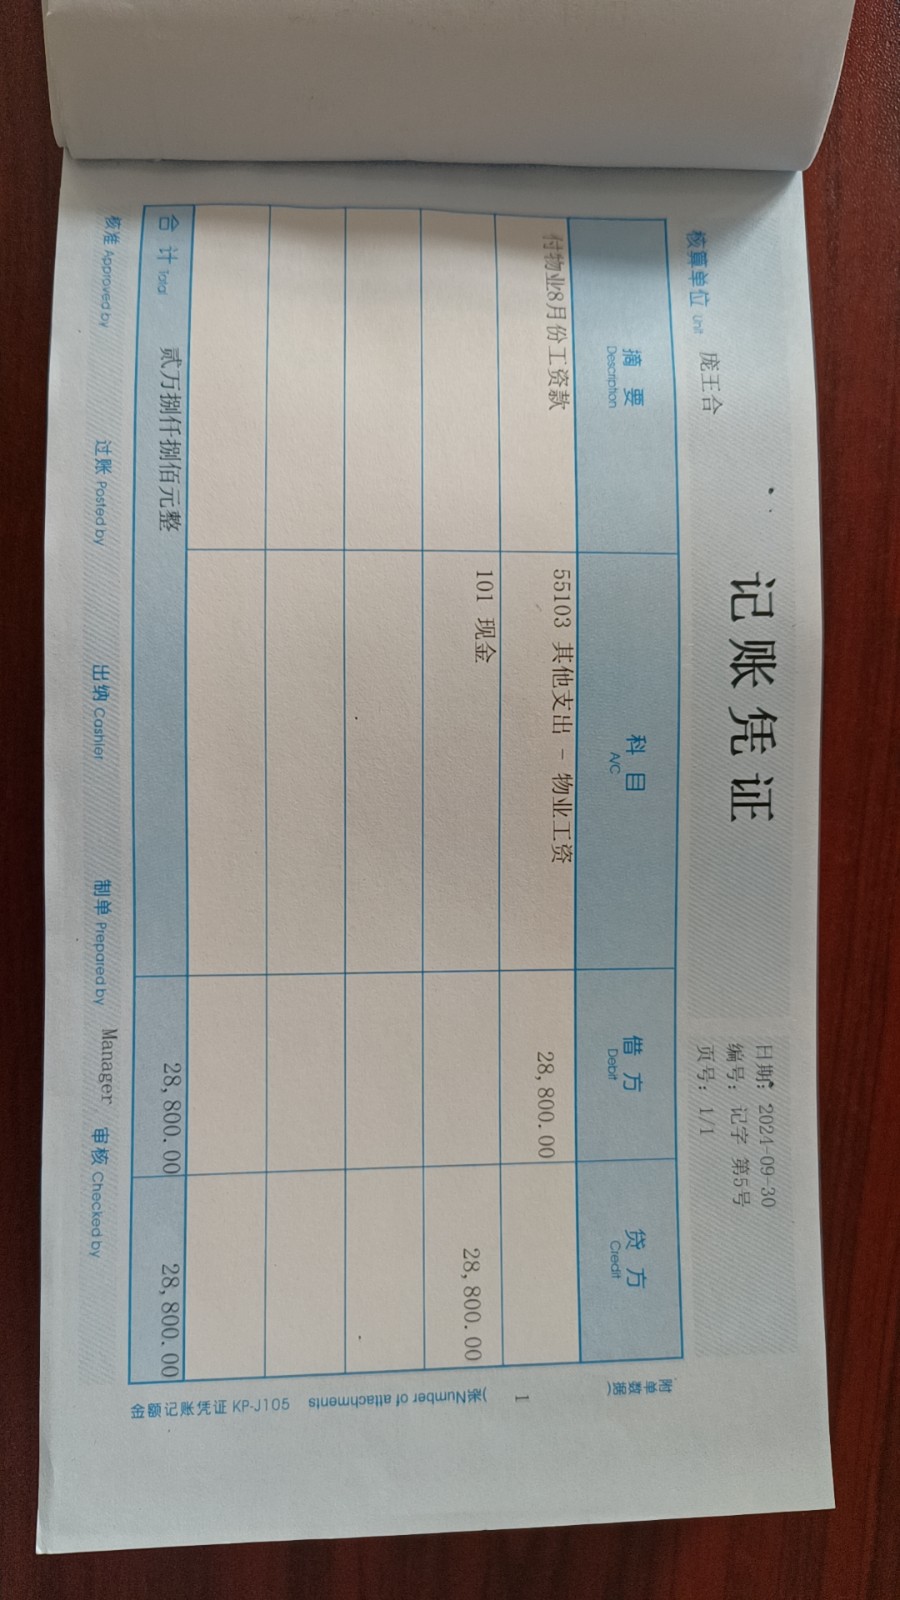 记账凭证
日期：2024-09-30
编号：记字 第5号
页号：1/1
核算单位 Unit 庞王合
摘要 Description 科目 A/C 借方 Debit 贷方 Credit
付物业8月份工资款 55103 其他支出 - 物业工资 28,800.00
101 现金 28,800.00
合计 Total 贰万捌仟捌佰元整 28,800.00 28,800.00
核准 Approved by 过账 Posted by 出纳 Cashier 制单 Prepared by Manager 审核 Checked by
附单数据(
1
)张 Number of attachments
金额记账凭证 KP-J105